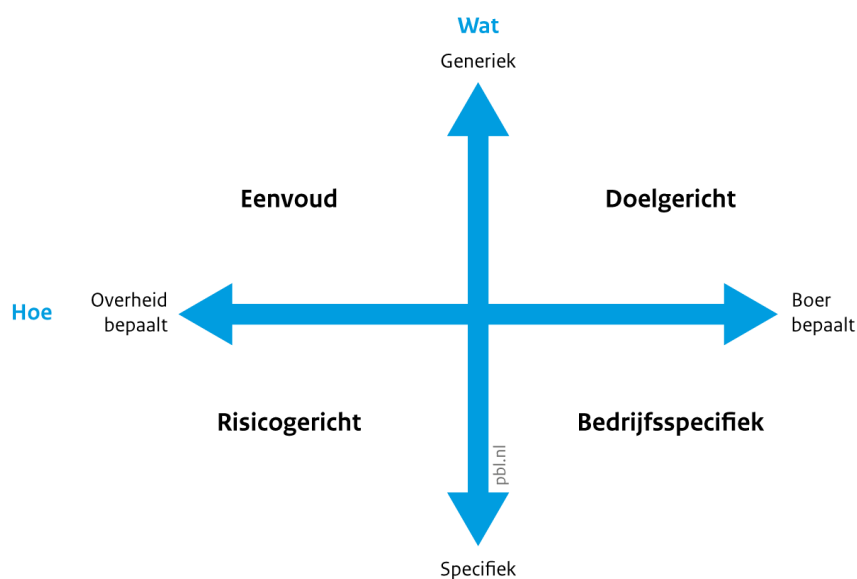 Wat
Generiek
Eenvoud
Doelgericht
Hoe
Overheid
bepaalt
Boer
bepaalt
Risicogericht
Bedrijfsspecifiek
pbl.nl
Specifiek